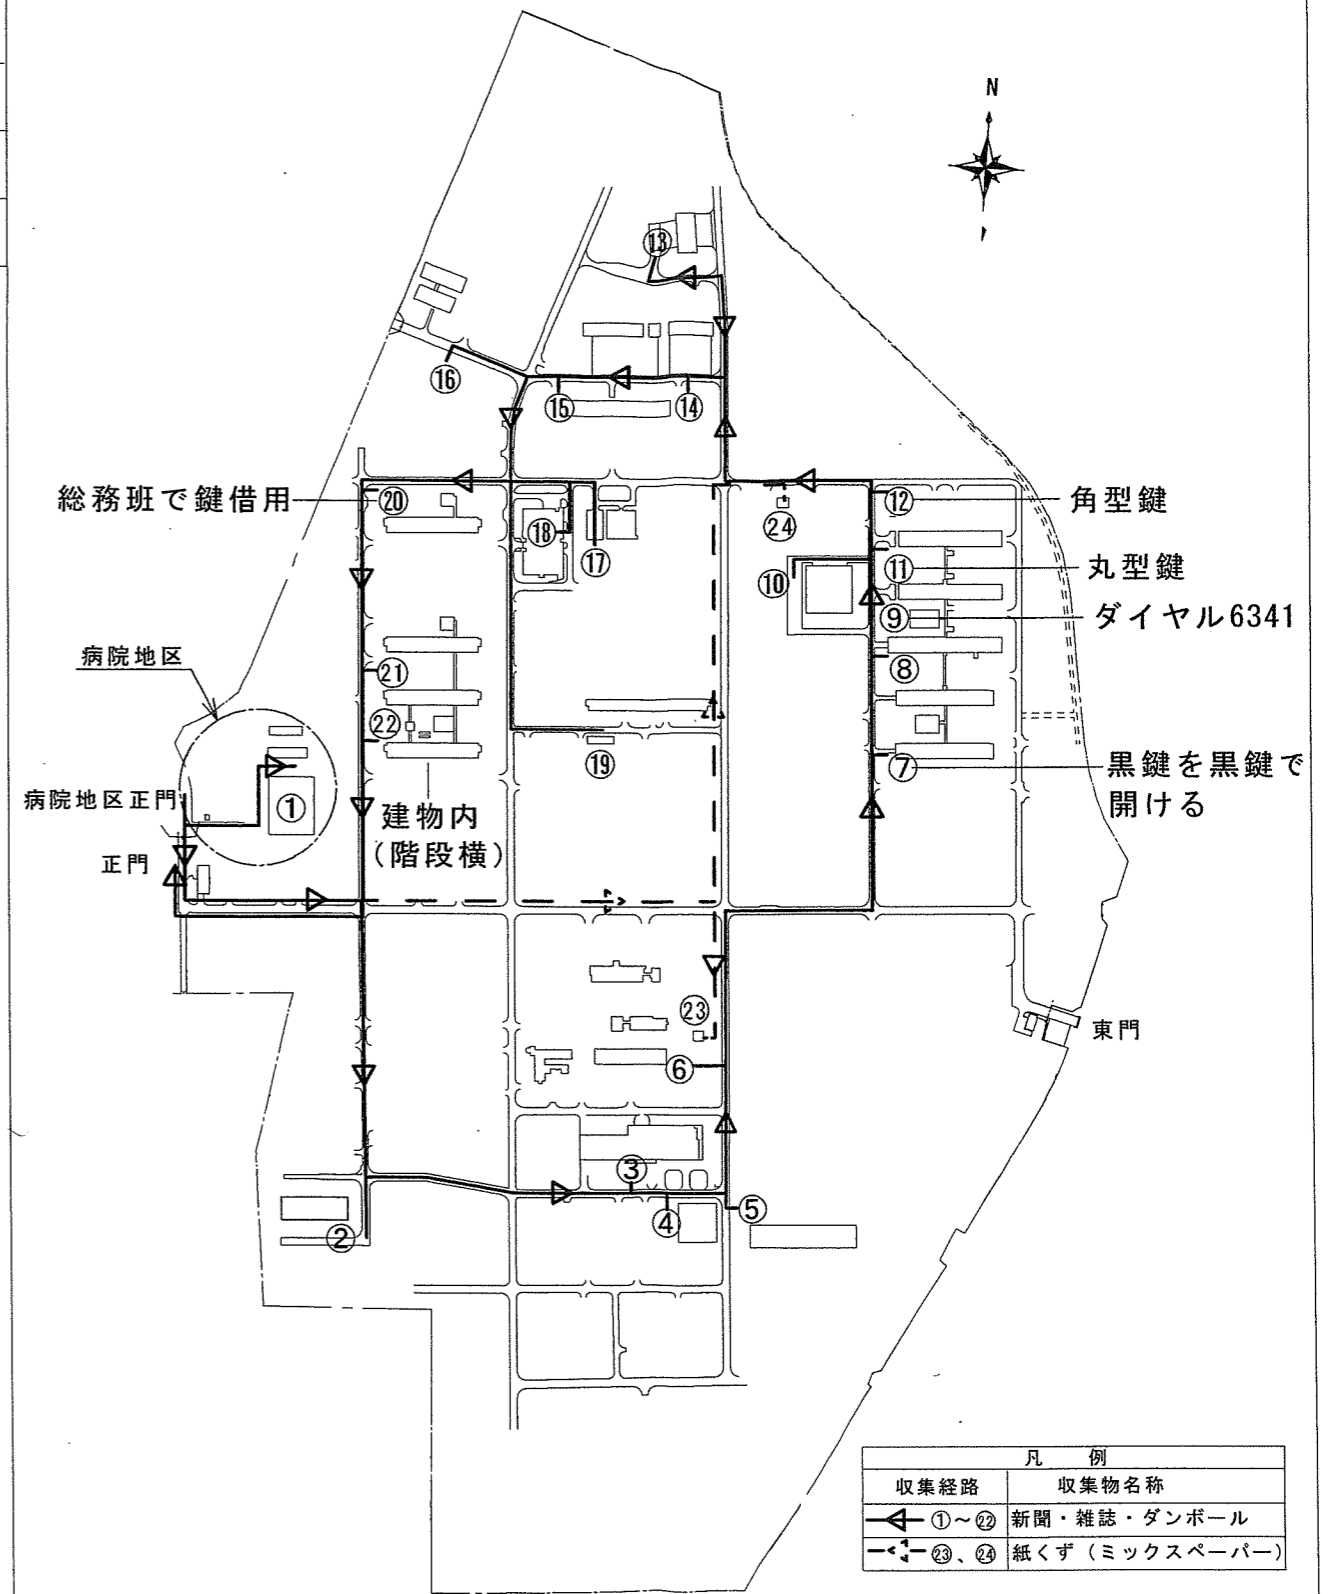 N
⑬
⑯
⑮
⑭
総務班で鍵借用
⑳
⑱
⑰
㉔
⑫
角型鍵
⑩
⑪
丸型鍵
⑨
ダイヤル6341
⑧
病院地区
㉑
㉒
⑲
⑦
黒鍵を黒鍵で
開ける
病院地区正門
①
建物内
(階段横)
正門
㉓
東門
⑥
③
④
⑤
②
凡 例
収集経路 収集物名称
①~㉒ 新聞・雑誌・ダンボール
㉓、㉔ 紙くず(ミックスペーパー)